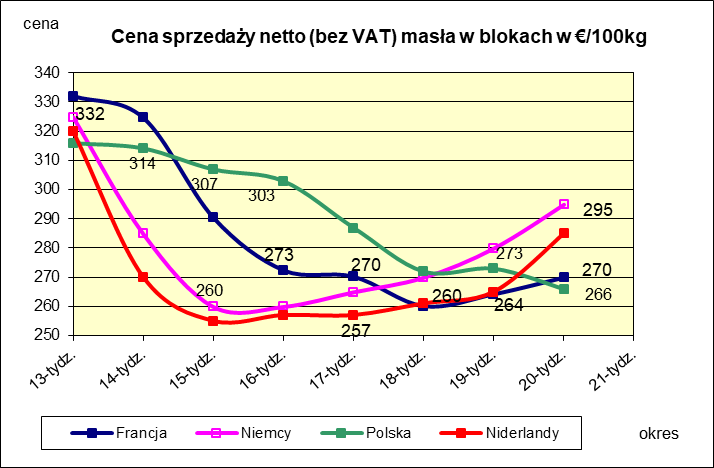 cena
Cena sprzedaży netto (bez VAT) masła w blokach w €/100kg
340
330
320
310
300
290
280
270
260
250
332
314
307
303
273
260
270
257
260
273
264
295
270
266
13-tydz.
14-tydz.
15-tydz.
16-tydz.
17-tydz.
18-tydz.
19-tydz.
20-tydz.
21-tydz.
Francja Niemcy Polska Niderlandy
okres